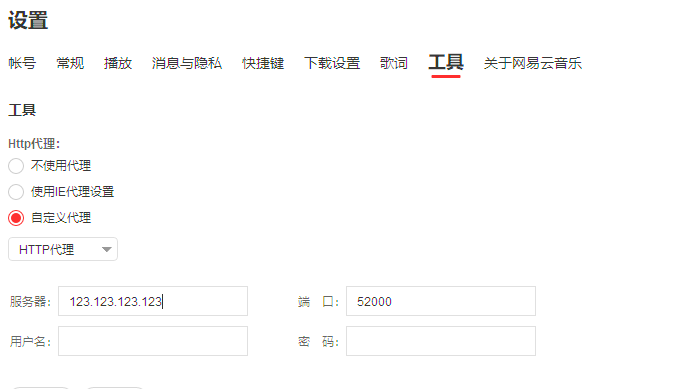 设置
帐号 常规 播放 消息与隐私 快捷键 下载设置 歌词 工具 关于网易云音乐
工具
Http代理:
不使用代理
使用IE代理设置
自定义代理
HTTP代理
服务器: 123.123.123.123 端 口: 52000
用户名: 密 码: